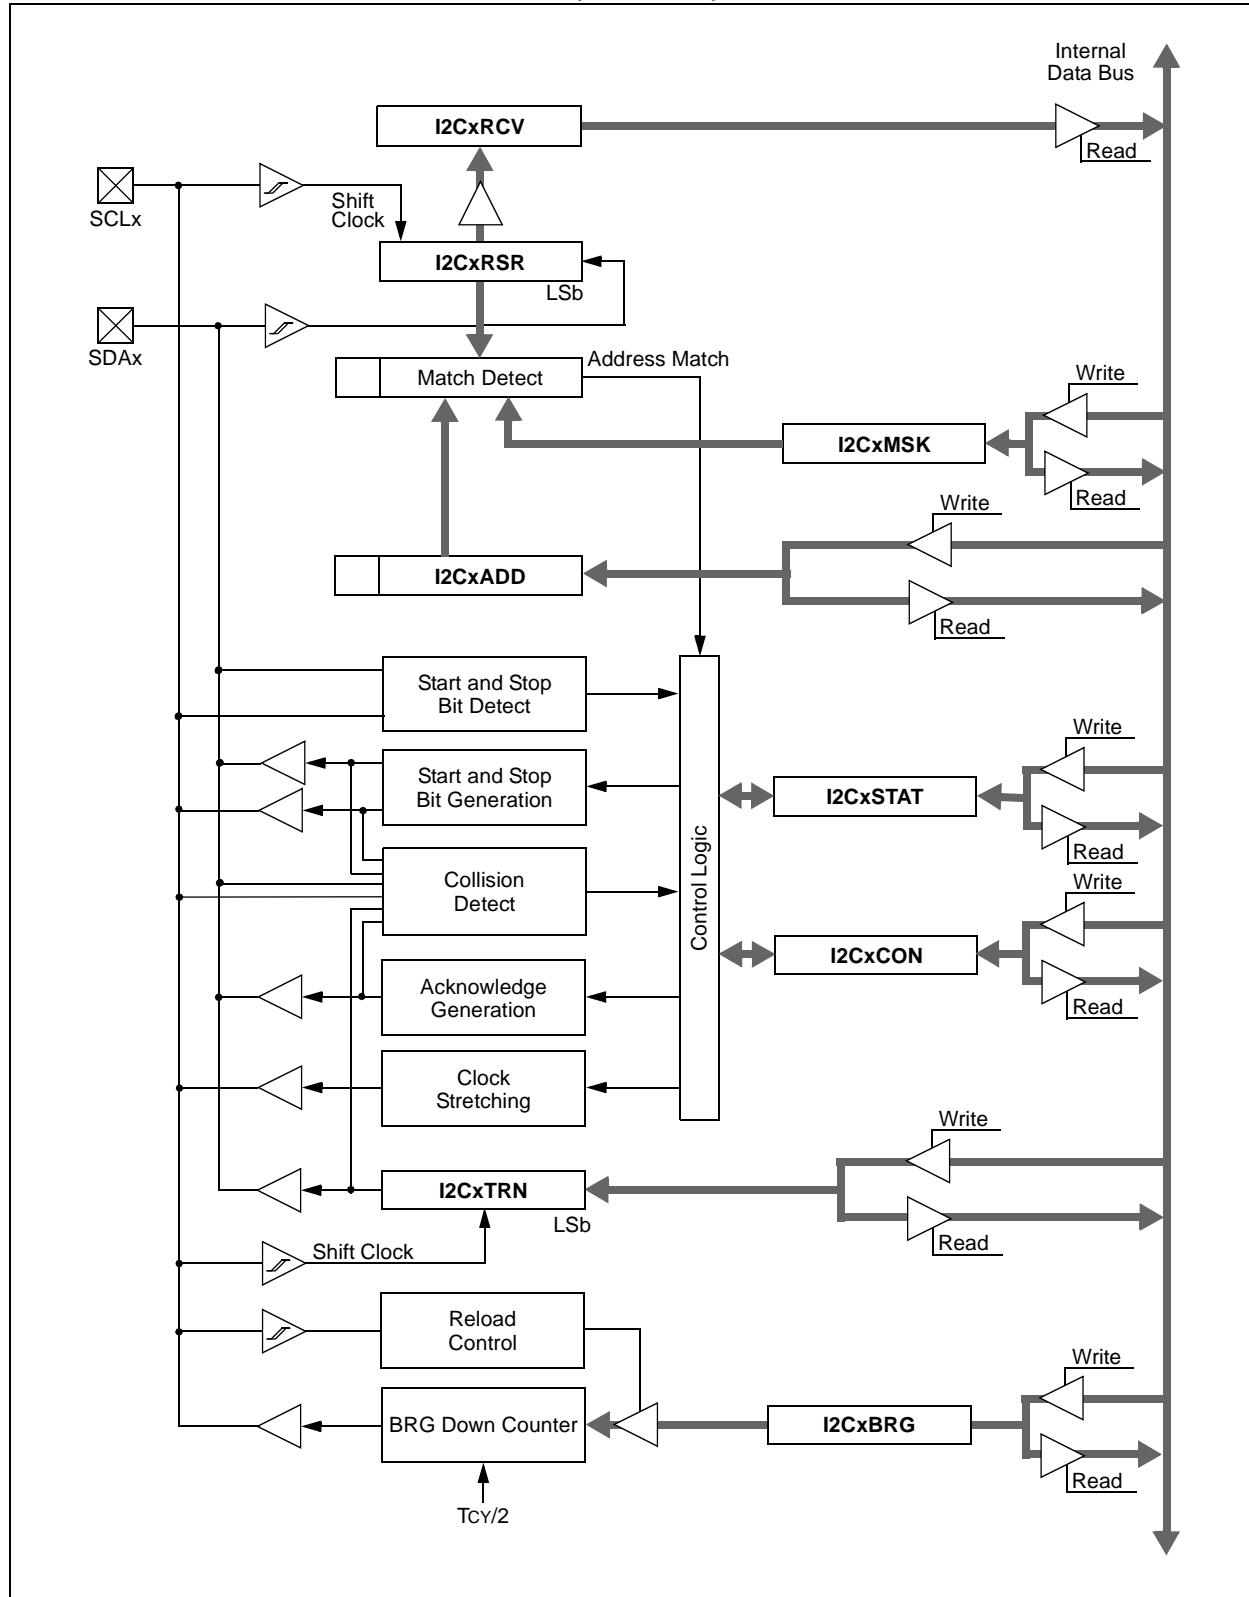 Internal
Data Bus
I2CxRCV
Read
SCLx
Shift
Clock
I2CxRSR
LSb
SDAx
Address Match
Match Detect
Write
I2CxMSK
Read
Write
I2CxADD
Read
Start and Stop
Bit Detect
Write
Start and Stop
Bit Generation
I2CxSTAT
Read
Control Logic
Collision
Detect
Write
I2CxCON
Read
Acknowledge
Generation
Clock
Stretching
Write
I2CxTRN
LSb
Read
Shift Clock
Reload
Control
Write
BRG Down Counter
I2CxBRG
Read
TCY/2